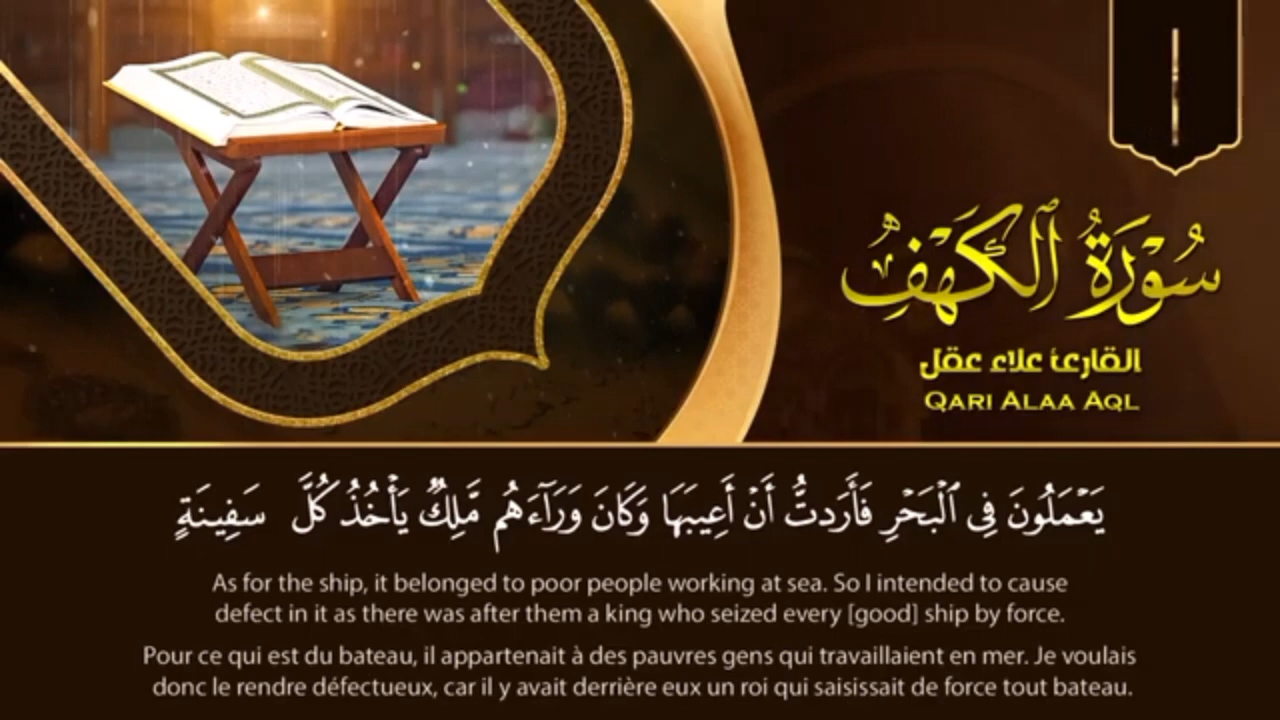 سُورَةُ ٱلْكَهْفِ
القارئ علاء عقل
QARI ALAA AQL
يَعۡمَلُونَ فِى ٱلۡبَحۡرِ فَأَرَدتُّ أَنۡ أَعِيبَهَا وَكَانَ وَرَآءَهُم مَّلِكٌ يَأۡخُذُ كُلَّ سَفِينَةٍ
As for the ship, it belonged to poor people working at sea. So I intended to cause
defect in it as there was after them a king who seized every [good] ship by force.
Pour ce qui est du bateau, il appartenait à des pauvres gens qui travaillaient en mer. Je voulais
donc le rendre défectueux, car il y avait derrière eux un roi qui saisissait de force tout bateau.